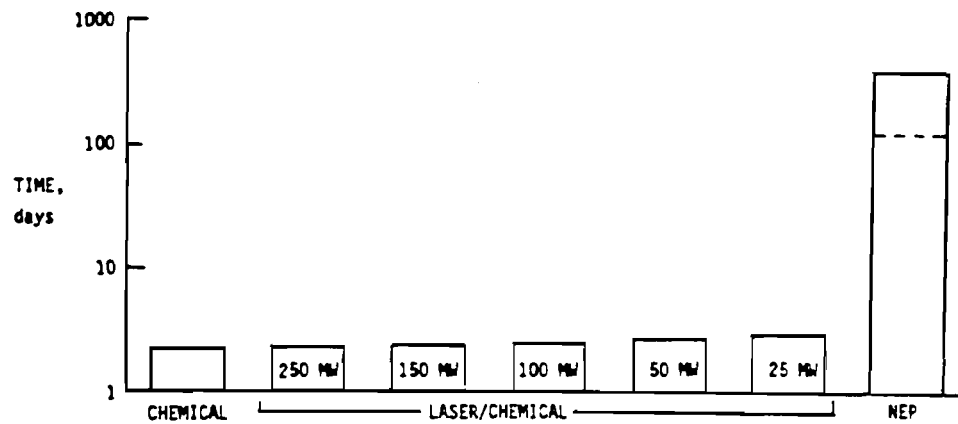 1000
100
TIME,
days
10
250 MW 150 MW 100 MW 50 MW 25 MW
1
CHEMICAL LASER/CHEMICAL NEP